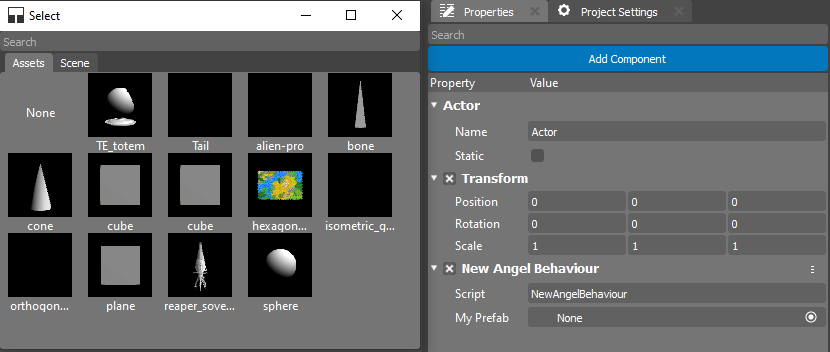 Select
Search
Assets Scene
None
TE_totem Tail alien-pro bone
cone cube cube hexagon... isometric_q...
orthogon... plane reaper_sove... sphere
Properties Project Settings
Search
Add Component
Property Value
Actor
Name Actor
Static
Transform
Position 0 0 0
Rotation 0 0 0
Scale 1 1 1
New Angel Behaviour
Script NewAngelBehaviour
My Prefab None